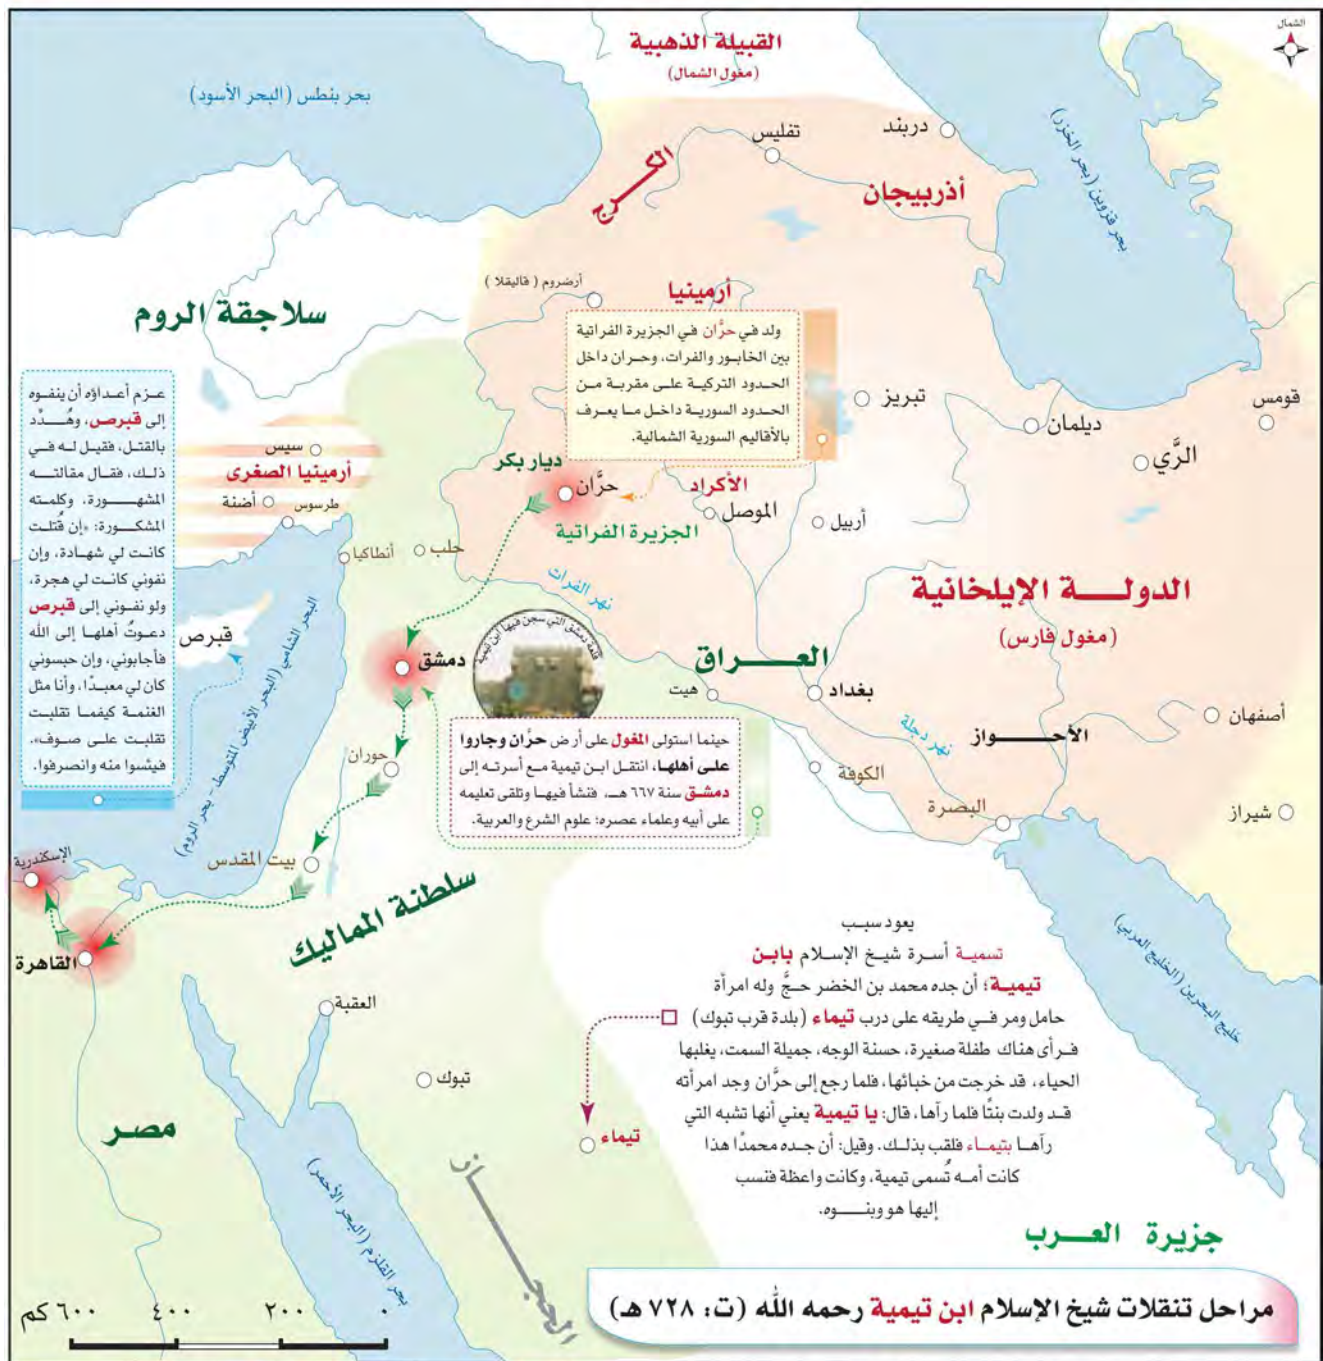 الشمال
القبيلة الذهبية
(مغول الشمال)
بحر بنطس (البحر الأسود)
بحر قزوين (بحر الخزر)
دربند
تفليس
الكرج
أذربيجان
أرضروم ( قاليقلا )
أرمينيا
سلاجقة الروم
ولد في حرَّان في الجزيرة الفراتية
بين الخابور والفرات، وحران داخل
الحدود التركية على مقربة من
الحدود السورية داخل ما يعرف
بالأقاليم السورية الشمالية.
تبريز
ديلمان
قومس
الرَّي
عزم أعداؤه أن ينفوه
إلى قبرص، وهُدِّد
بالقتل، فقيل له في
ذلك، فقال مقالته
المشهورة، وكلمته
المشكورة: «إن قُتلت
كانت لي شهادة، وإن
نفوني كانت لي هجرة،
ولو نفوني إلى قبرص
دعوتُ أهلها إلى الله
فأجابوني، وإن حبسوني
كان لي معبدًا، وأنا مثل
الغنمة كيفما تقلبت
تقلبت على صوف».
فيئسوا منه وانصرفوا.
سيس
أرمينيا الصغرى
أضنة
طرسوس
ديار بكر
حرَّان
الأكراد
الموصل
أربيل
الجزيرة الفراتية
أنطاكيا
حلب
نهر الفرات
الدولة الإيلخانية
(مغول فارس)
قبرص
البحر الشامي (البحر الأبيض المتوسط - بحر الروم)
قلعة دمشق التي سجن فيها ابن تيمية
دمشق
العراق
هيت
بغداد
نهر دجلة
أصفهان
الأحواز
حينما استولى المغول على أرض حرَّان وجاروا
على أهلها، انتقل ابن تيمية مع أسرته إلى
دمشق سنة ٦٦٧ هـ، فنشأ فيها وتلقى تعليمه
على أبيه وعلماء عصره؛ علوم الشرع والعربية.
حوران
الكوفة
البصرة
شيراز
بيت المقدس
الإسكندرية
القاهرة
سلطنة المماليك
العقبة
تبوك
خليج البحرين (الخليج العربي)
يعود سبب
تسمية أسرة شيخ الإسلام بابن
تيمية؛ أن جده محمد بن الخضر حجَّ وله امرأة
حامل ومر في طريقه على درب تيماء (بلدة قرب تبوك)
فرأى هناك طفلة صغيرة، حسنة الوجه، جميلة السمت، يغلبها
الحياء، قد خرجت من خبائها، فلما رجع إلى حرَّان وجد امرأته
قد ولدت بنتًا فلما رآها، قال: يا تيمية يعني أنها تشبه التي
رآها بتيماء فلقب بذلك. وقيل: أن جده محمدًا هذا
كانت أمه تُسمى تيمية، وكانت واعظة فنسب
إليها هو وبنوه.
تيماء
مصر
الحجاز
بحر القلزم (البحر الأحمر)
جزيرة العرب
مراحل تنقلات شيخ الإسلام ابن تيمية رحمه الله (ت: ٧٢٨ هـ)
٠ ٢٠٠ ٤٠٠ ٦٠٠ كم